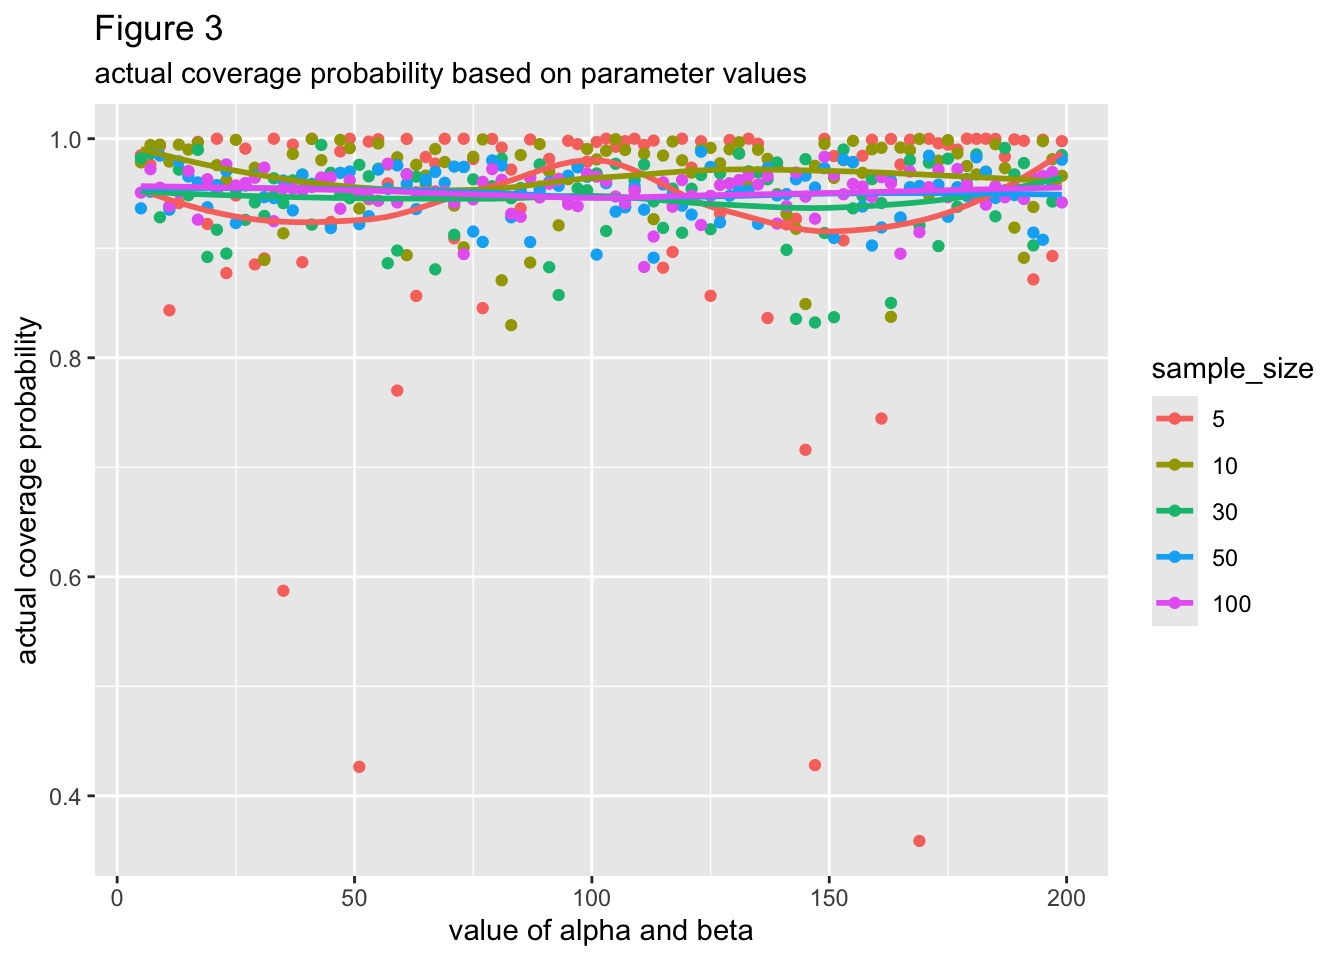 Figure 3
actual coverage probability based on parameter values
1.0
0.8
0.6
0.4
actual coverage probability
0
50
100
150
200
value of alpha and beta
sample_size
5
10
30
50
100